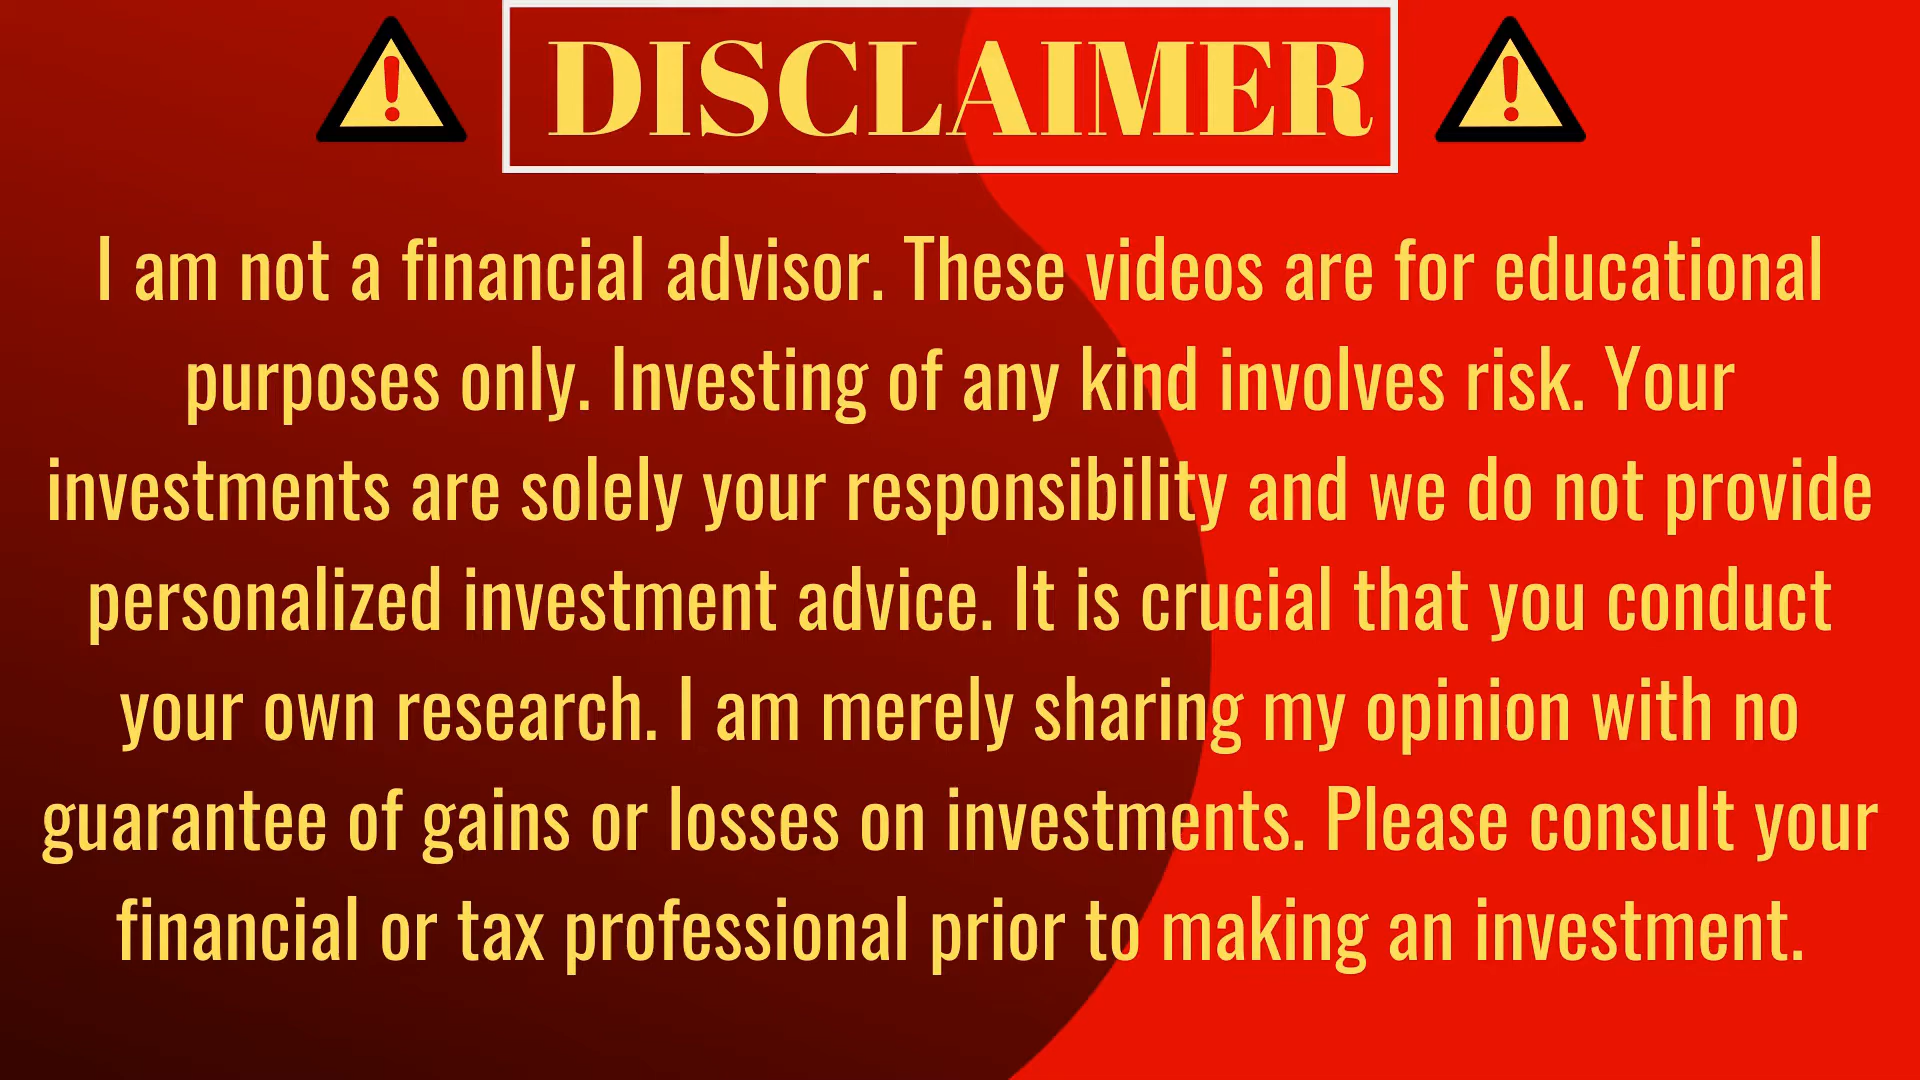 DISCLAIMER
I am not a financial advisor. These videos are for educational
purposes only. Investing of any kind involves risk. Your
investments are solely your responsibility and we do not provide
personalized investment advice. It is crucial that you conduct
your own research. I am merely sharing my opinion with no
guarantee of gains or losses on investments. Please consult your
financial or tax professional prior to making an investment.